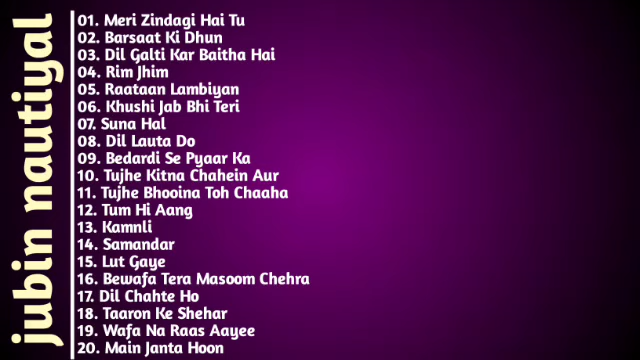 jubin nautiyal
01. Meri Zindagi Hai Tu
02. Barsaat Ki Dhun
03. Dil Galti Kar Baitha Hai
04. Rim Jhim
05. Raataan Lambiyan
06. Khushi Jab Bhi Teri
07. Suna Hal
08. Dil Lauta Do
09. Bedardi Se Pyaar Ka
10. Tujhe Kitna Chahein Aur
11. Tujhe Bhooina Toh Chaaha
12. Tum Hi Aang
13. Kamnli
14. Samandar
15. Lut Gaye
16. Bewafa Tera Masoom Chehra
17. Dil Chahte Ho
18. Taaron Ke Shehar
19. Wafa Na Raas Aayee
20. Main Janta Hoon